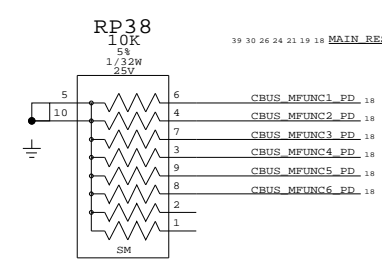 RP38
10K
5%
1/32W
25V
39 30 26 24 21 19 18 MAIN_RES
5 6 CBUS_MFUNC1_PD 18
10 4 CBUS_MFUNC2_PD 18
7 CBUS_MFUNC3_PD 18
3 CBUS_MFUNC4_PD 18
9 CBUS_MFUNC5_PD 18
8 CBUS_MFUNC6_PD 18
2
1
SM